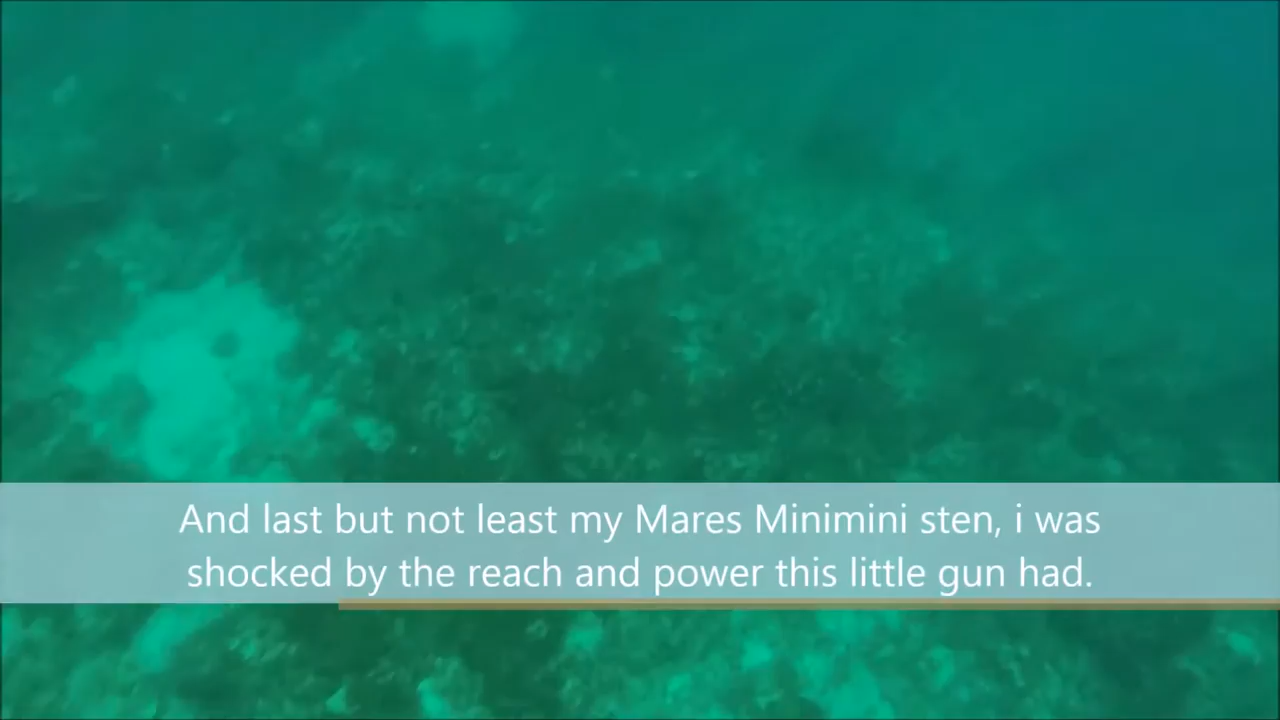 And last but not least my Mares Minimini sten, i was
shocked by the reach and power this little gun had.